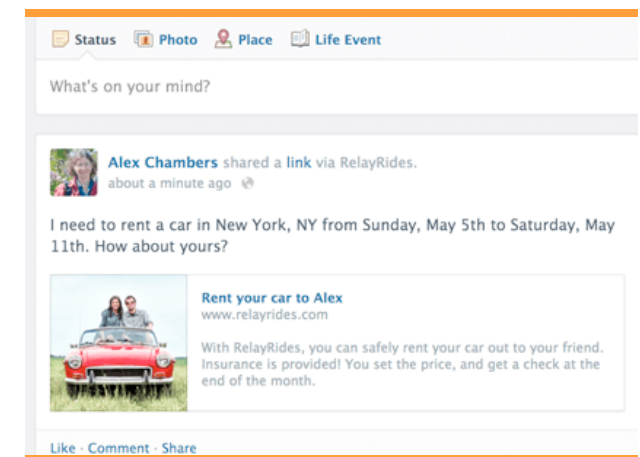 Status Photo Place Life Event
What's on your mind?
Alex Chambers shared a link via RelayRides.
about a minute ago
I need to rent a car in New York, NY from Sunday, May 5th to Saturday, May
11th. How about yours?
Rent your car to Alex
www.relayrides.com
With RelayRides, you can safely rent your car out to your friend.
Insurance is provided! You set the price, and get a check at the
end of the month.
Like · Comment · Share